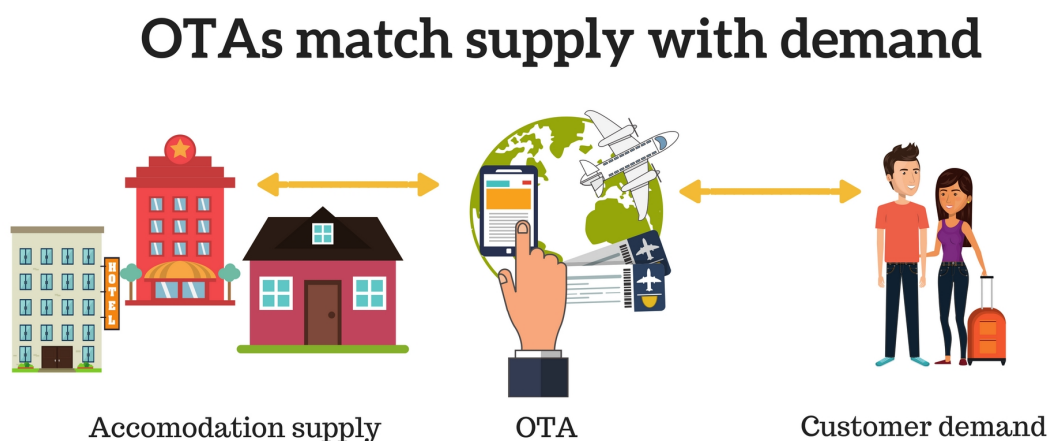 OTAs match supply with demand
HOTEL
Accomodation supply
OTA
Customer demand